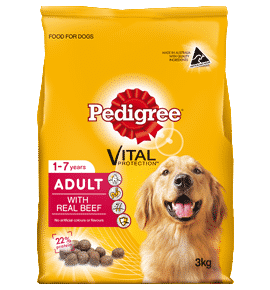 FOOD FOR DOGS
MADE IN AUSTRALIA
Pedigree
VITAL
PROTECTION
1-7 years
ADULT
WITH
REAL BEEF
No artificial colours or flavours
22%
protein
3kg